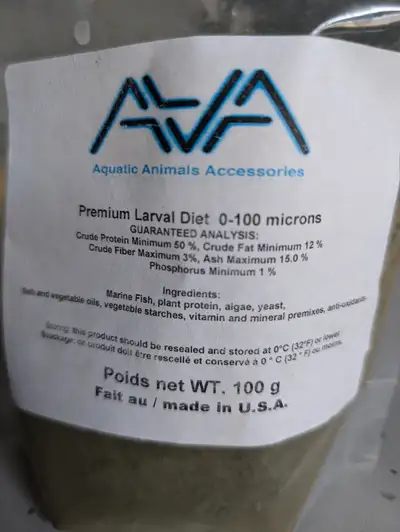 AVA
Aquatic Animals Accessories
Premium Larval Diet 0-100 microns
GUARANTEED ANALYSIS:
Crude Protein Minimum 50 %, Crude Fat Minimum 12 %
Crude Fiber Maximum 3%, Ash Maximum 15.0 %
Phosphorus Minimum 1 %
Ingredients:
Marine Fish, plant protein, algae, yeast,
and vegetable oils, vegetable starches, vitamin and mineral premixes, anti-oxidants.
this product should be resealed and stored at 0°C (32°F) or lower.
Stockage: ce produit doit être rescellé et conservé à 0 ° C (32 ° F) ou moins.
Poids net WT. 100 g
Fait au / made in U.S.A.